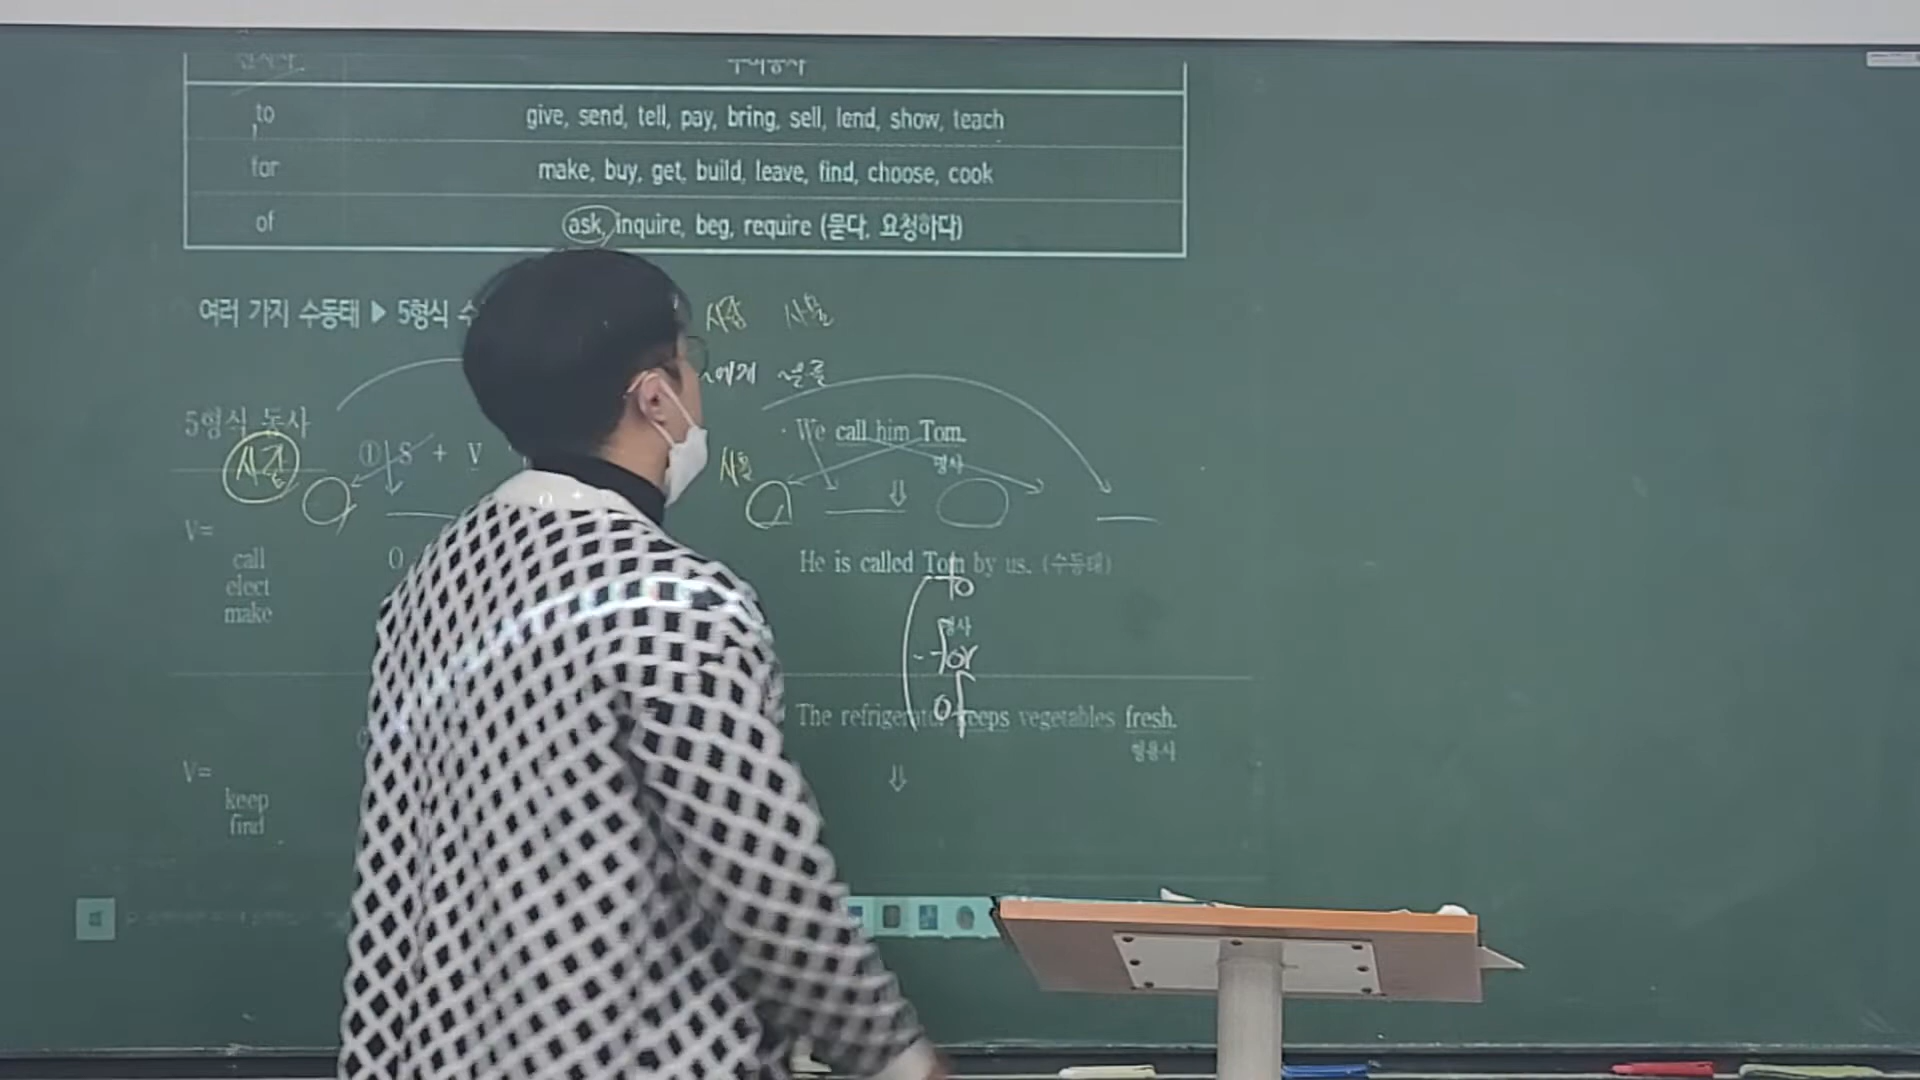 to give, send, tell, pay, bring, sell, lend, show, teach
for make, buy, get, build, leave, find, choose, cook
of ask, inquire, beg, require (묻다, 요청하다)
여러 가지 수동태 ▶ 5형식 수
사람 사물
~에게 ~을를
5형식 동사
We call him Tom.
명사
사람
① S + V
사물
V=
call
elect
make
O
He is called Tom by us. (수동태)
to
명사
for
of
The refrigerator keeps vegetables fresh.
형용사
V=
keep
find